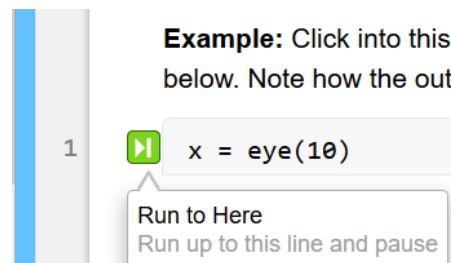 Example: Click into this
below. Note how the out
1 x = eye(10)
Run to Here
Run up to this line and pause